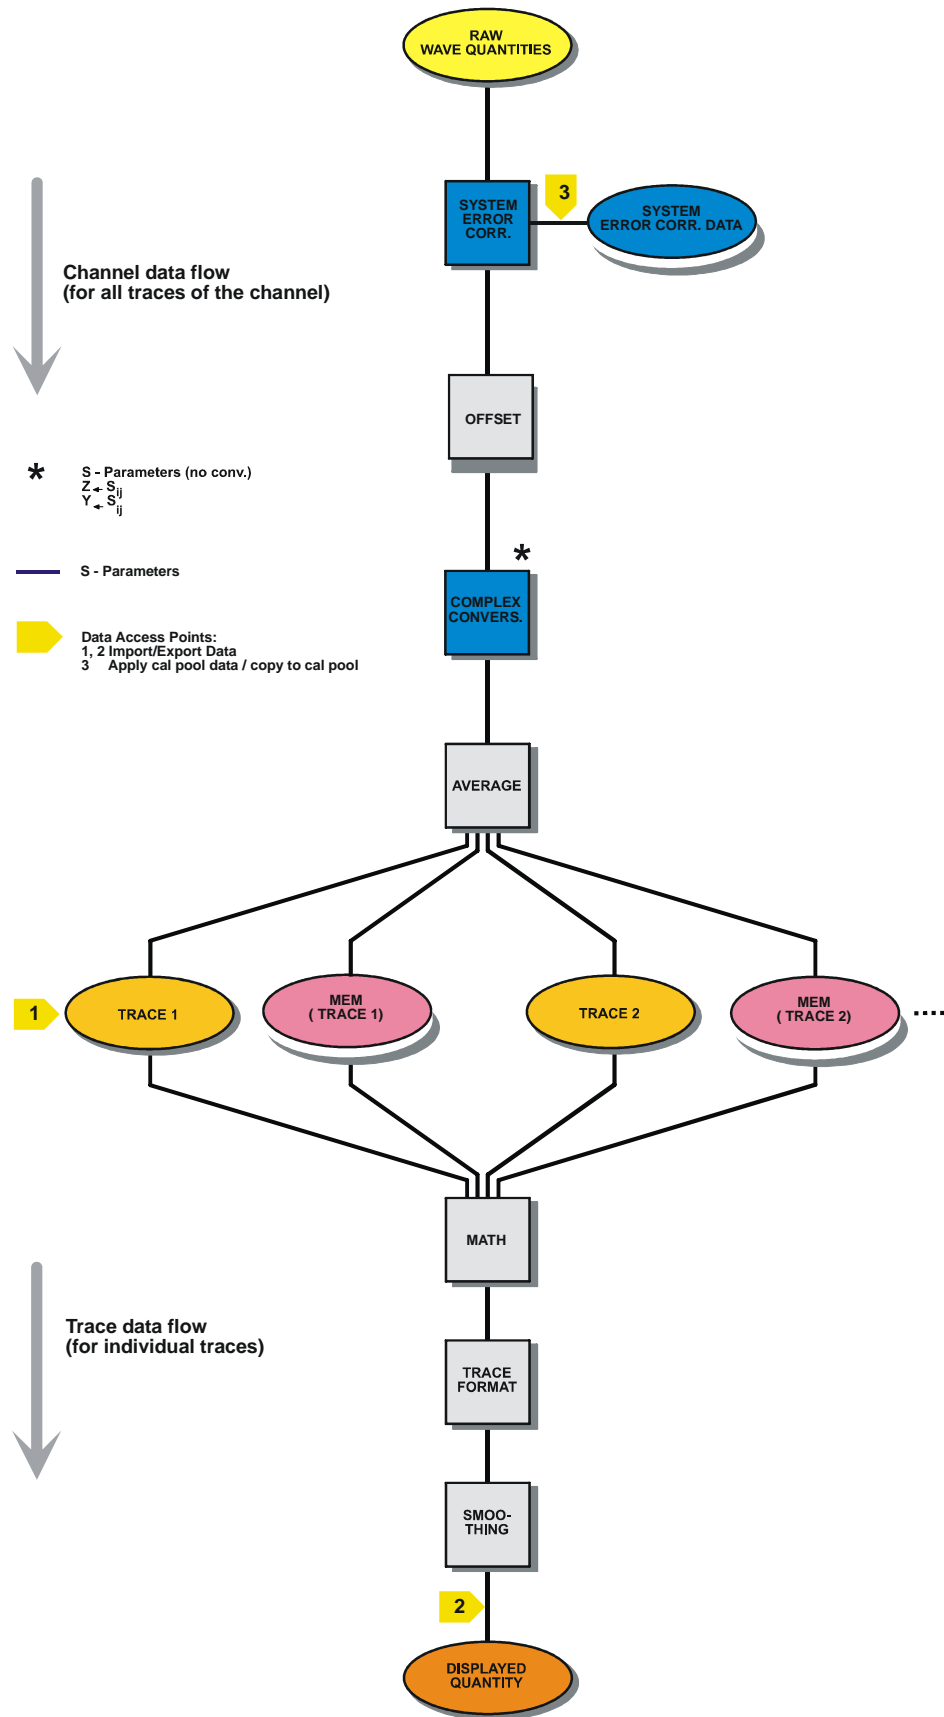 RAW
WAVE QUANTITIES
SYSTEM
ERROR
CORR.
3
SYSTEM
ERROR CORR. DATA
Channel data flow
(for all traces of the channel)
OFFSET
* S - Parameters (no conv.)
Z ← Sij
Y ← Sij
*
COMPLEX
CONVERS.
S - Parameters
Data Access Points:
1, 2 Import/Export Data
3 Apply cal pool data / copy to cal pool
AVERAGE
1
TRACE 1
MEM
( TRACE 1)
TRACE 2
MEM
( TRACE 2)
....
MATH
Trace data flow
(for individual traces)
TRACE
FORMAT
SMOO-
THING
2
DISPLAYED
QUANTITY